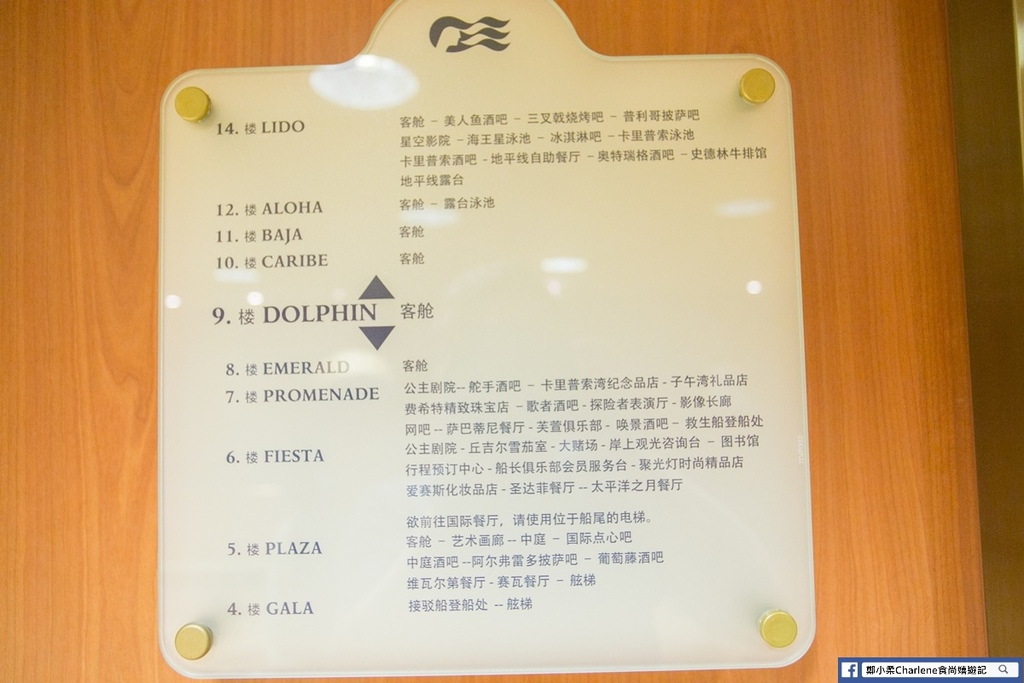 14. 楼 LIDO 客舱 – 美人鱼酒吧 – 三叉戟烧烤吧 – 普利哥披萨吧
星空影院 – 海王星泳池 – 冰淇淋吧 – 卡里普索泳池
卡里普索酒吧 - 地平线自助餐厅 – 奥特瑞格酒吧 – 史德林牛排馆
地平线露台
12. 楼 ALOHA 客舱 – 露台泳池
11. 楼 BAJA 客舱
10. 楼 CARIBE 客舱
9. 楼 DOLPHIN 客舱
8. 楼 EMERALD 客舱
7. 楼 PROMENADE 公主剧院-- 舵手酒吧 – 卡里普索湾纪念品店 - 子午湾礼品店
费希特精致珠宝店 – 歌者酒吧 - 探险者表演厅 - 影像长廊
网吧 -- 萨巴蒂尼餐厅 - 芙萱俱乐部 - 唤景酒吧 – 救生船登船处
6. 楼 FIESTA 公主剧院 - 丘吉尔雪茄室 - 大赌场 - 岸上观光咨询台 – 图书馆
行程预订中心 - 船长俱乐部会员服务台 - 聚光灯时尚精品店
爱赛斯化妆品店 - 圣达菲餐厅 -- 太平洋之月餐厅
欲前往国际餐厅，请使用位于船尾的电梯。
5. 楼 PLAZA 客舱 – 艺术画廊 -- 中庭 – 国际点心吧
中庭酒吧 --阿尔弗雷多披萨吧 – 葡萄藤酒吧
维瓦尔第餐厅 - 赛瓦餐厅 – 舷梯
4. 楼 GALA 接驳船登船处 -- 舷梯
鄭小柔Charlene食尚嬉遊記